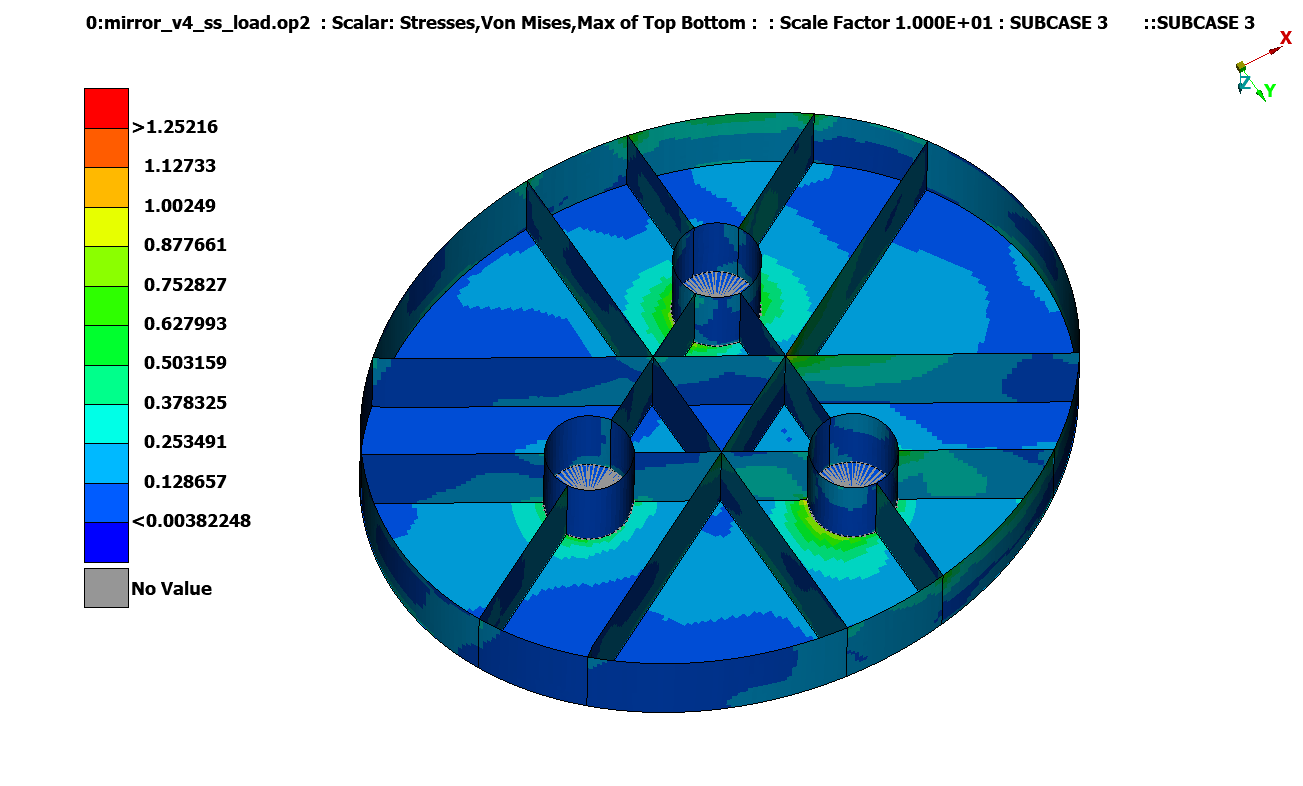 0:mirror_v4_ss_load.op2 : Scalar: Stresses,Von Mises,Max of Top Bottom : : Scale Factor 1.000E+01 : SUBCASE 3 ::SUBCASE 3
X
Z
Y
>1.25216
1.12733
1.00249
0.877661
0.752827
0.627993
0.503159
0.378325
0.253491
0.128657
<0.00382248
No Value